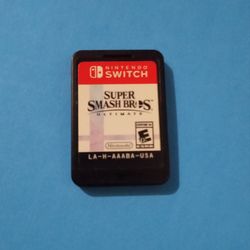 NINTENDO
SWITCH
SUPER
SMASH BROS.
ULTIMATE
E
Nintendo
LA-H-AAABA-USA